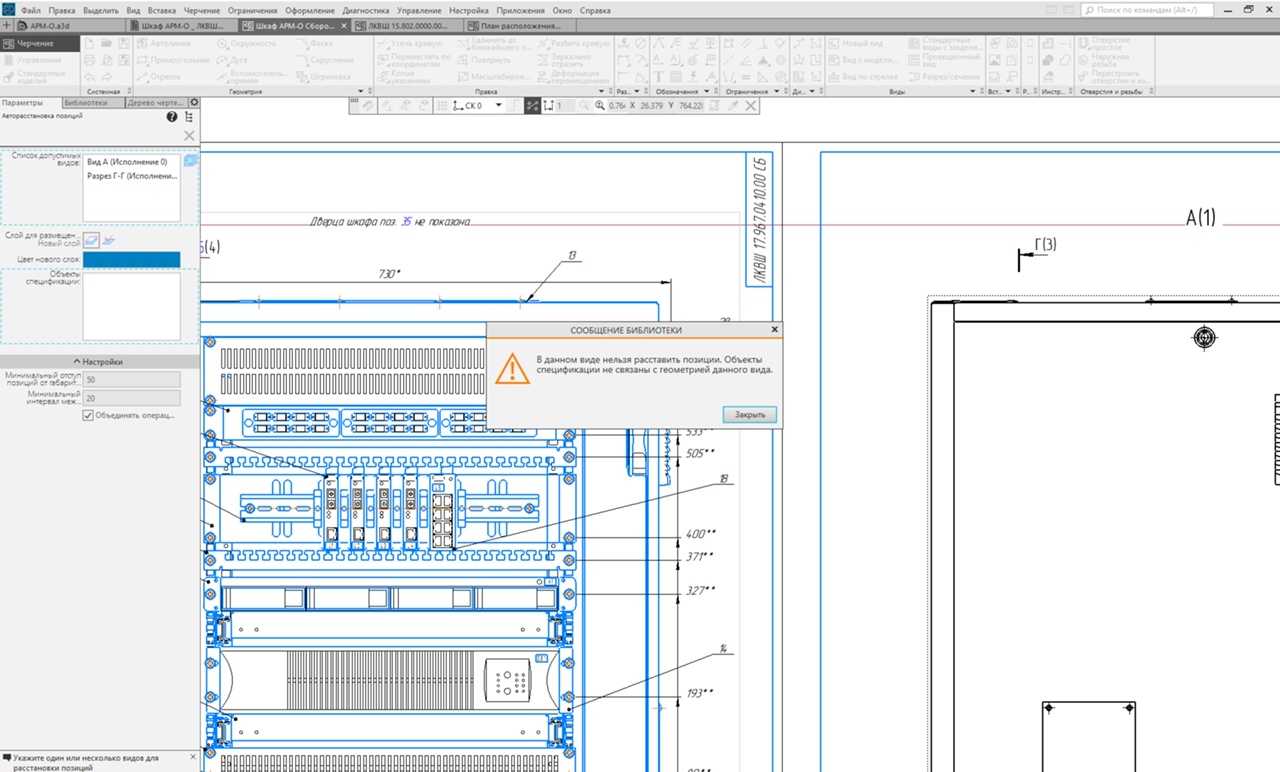 Файл Правка Выделить Вид Вставка Черчение Ограничения Оформление Диагностика Управление Настройка Приложения Окно Справка
Поиск по командам (Alt+/)
АРМ-О.a3d
Шкаф АРМ-О _ ЛКВШ...
Шкаф АРМ-О Сборо...
ЛКВШ 15.802.0000.00...
План расположения...
Черчение
Управление
Стандартные изделия
Автолиния
Прямоугольник
Отрезок
Окружность
Дуга
Вспомогатель... прямая
Фаска
Скругление
Штриховка
Усечь кривую
Переместить по координатам
Копия указанием
Удлинить до ближайшего о...
Повернуть
Масштабиров...
Разбить кривую
Зеркально отразить
Деформация перемещением
Новый вид
Вид с модели...
Вид по стрелке
Стандартные виды с модели...
Проекционный вид
Разрез/сечение
Отверстие простое
Наружная резьба
Перестроить отверстия и из...
Системная
Геометрия
Правка
Раз...
Обозначения
Ограничения
Ди...
Виды
Вст...
Р...
Инстр...
Отверстия и резьбы
Параметры
Библиотеки
Дерево черте...
СК 0
1
0.76
X 26.379
Y 764.22
Авторасстановка позиций
Список допустимых видов:
Вид А (Исполнение 0)
Разрез Г-Г (Исполнени...
Слой для размещен...
Новый слой
Цвет нового слоя:
Объекты спецификации:
Настройки
Минимальный отступ позиций от габарит...
50
Минимальный интервал меж...
20
Объединять операц...
Укажите один или несколько видов для
расстановки позиций
Дверца шкафа поз. 35 не показана
Б(4)
13
730*
ЛКВШ 17.967.04.10.00 СБ
А(1)
Г(3)
СООБЩЕНИЕ БИБЛИОТЕКИ
В данном виде нельзя расставить позиции. Объекты
спецификации не связаны с геометрией данного вида.
Закрыть
533**
505**
18
400**
371**
327**
14
193**